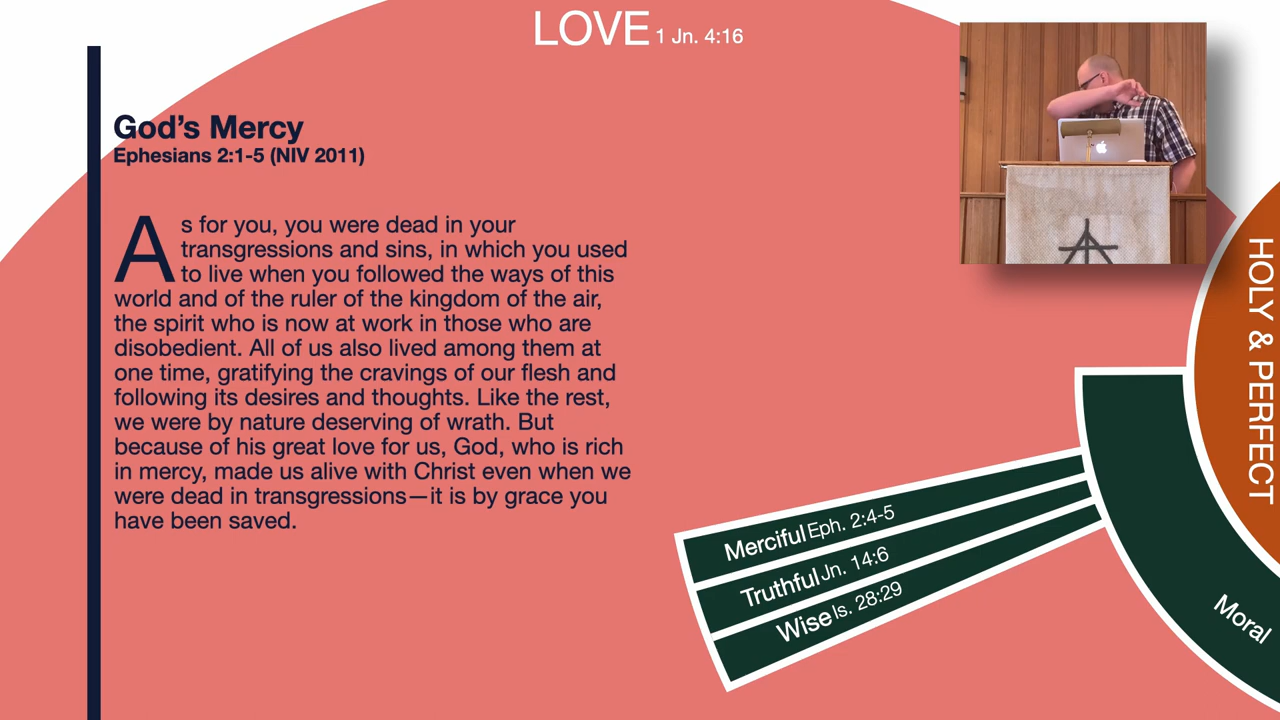 LOVE 1 Jn. 4:16
God's Mercy
Ephesians 2:1-5 (NIV 2011)
As for you, you were dead in your
transgressions and sins, in which you used
to live when you followed the ways of this
world and of the ruler of the kingdom of the air,
the spirit who is now at work in those who are
disobedient. All of us also lived among them at
one time, gratifying the cravings of our flesh and
following its desires and thoughts. Like the rest,
we were by nature deserving of wrath. But
because of his great love for us, God, who is rich
in mercy, made us alive with Christ even when we
were dead in transgressions—it is by grace you
have been saved.
HOLY & PERFECT
Merciful Eph. 2:4-5
Truthful Jn. 14:6
Wise Is. 28:29
Moral